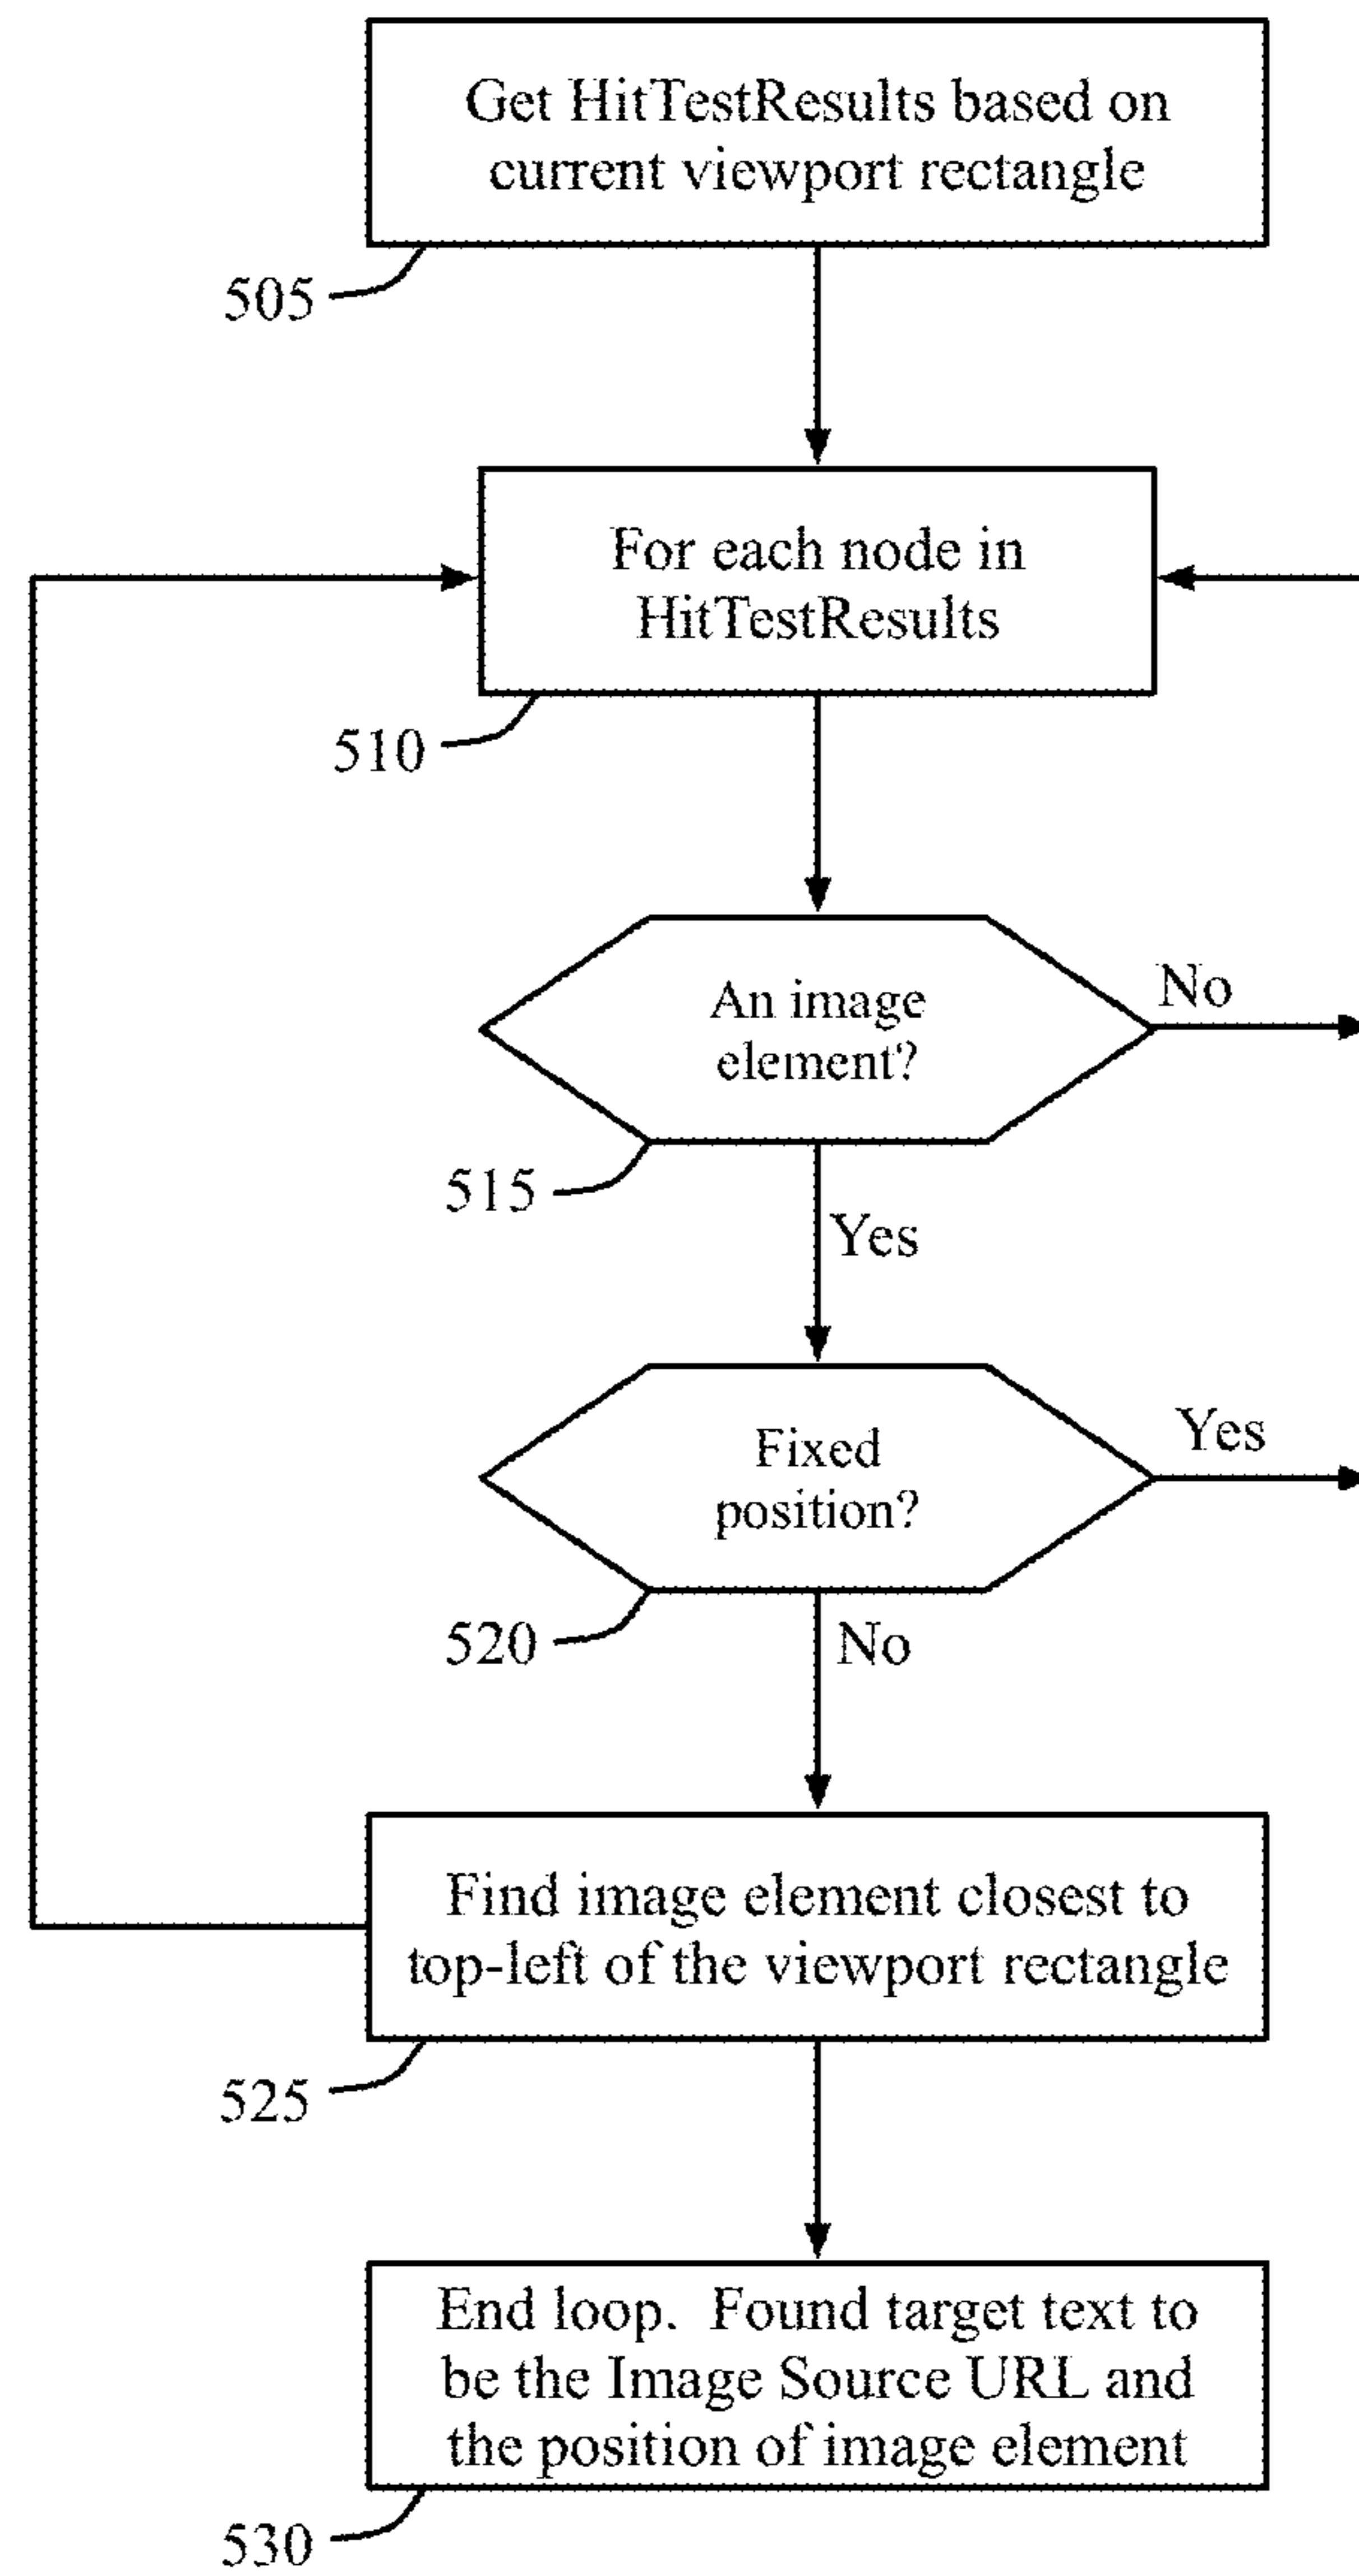 Get HitTestResults based on
current viewport rectangle
505
For each node in
HitTestResults
510
An image
element?
No
515
Yes
Fixed
position?
Yes
520
No
Find image element closest to
top-left of the viewport rectangle
525
End loop.  Found target text to
be the Image Source URL and
the position of image element
530